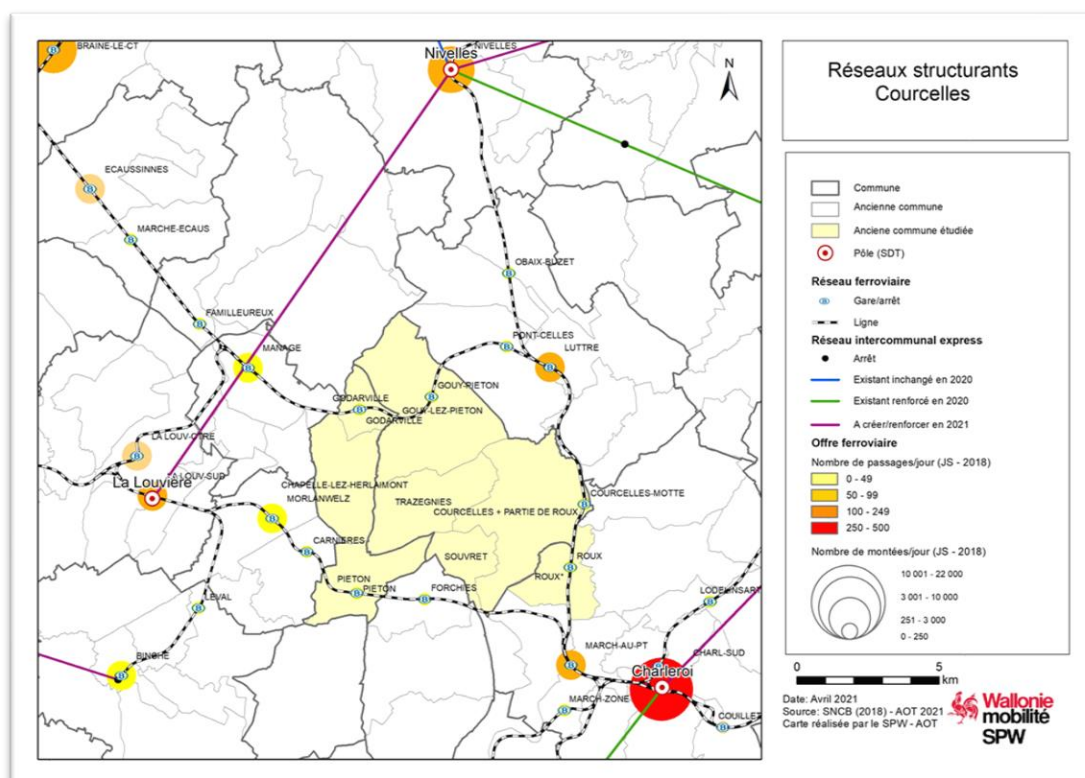 BRAINE-LE-CT
NIVELLES
Nivelles
N
ECAUSSINNES
MARCHE-ECAUS
OBAIX-BUZET
FAMILLEUREUX
PONT-CELLES
LUTTRE
MANAGE
GOUY-PIETON
GODARVILLE
GODARVILLE
GOUY-LEZ-PIETON
LA LOUV-CTRE
LA LOUV-SUD
La Louvière
CHAPELLE-LEZ-HERLAIMONT
MORLANWELZ
TRAZEGNIES
COURCELLES-MOTTE
COURCELLES + PARTIE DE ROUX
CARNIERES
SOUVRET
ROUX
ROUX*
PIETON
PIETON
FORCHIES
LEVAL
LODELINSART
BINCHE
MARCH-AU-PT
CHARL-SUD
Charleroi
MARCH-ZONE
COUILLET
Réseaux structurants
Courcelles
Commune
Ancienne commune
Anciene commune étudiée
Pôle (SDT)
Réseau ferroviaire
B Gare/arrêt
Ligne
Réseau intercommunal express
Arrêt
Existant inchangé en 2020
Existant renforcé en 2020
A créer/renforcer en 2021
Offre ferroviaire
Nombre de passages/jour (JS - 2018)
0 - 49
50 - 99
100 - 249
250 - 500
Nombre de montées/jour (JS - 2018)
10 001 - 22 000
3 001 - 10 000
251 - 3 000
0 - 250
0 5
km
Date: Avril 2021
Source: SNCB (2018) - AOT 2021
Carte réalisée par le SPW - AOT
Wallonie
mobilité
SPW